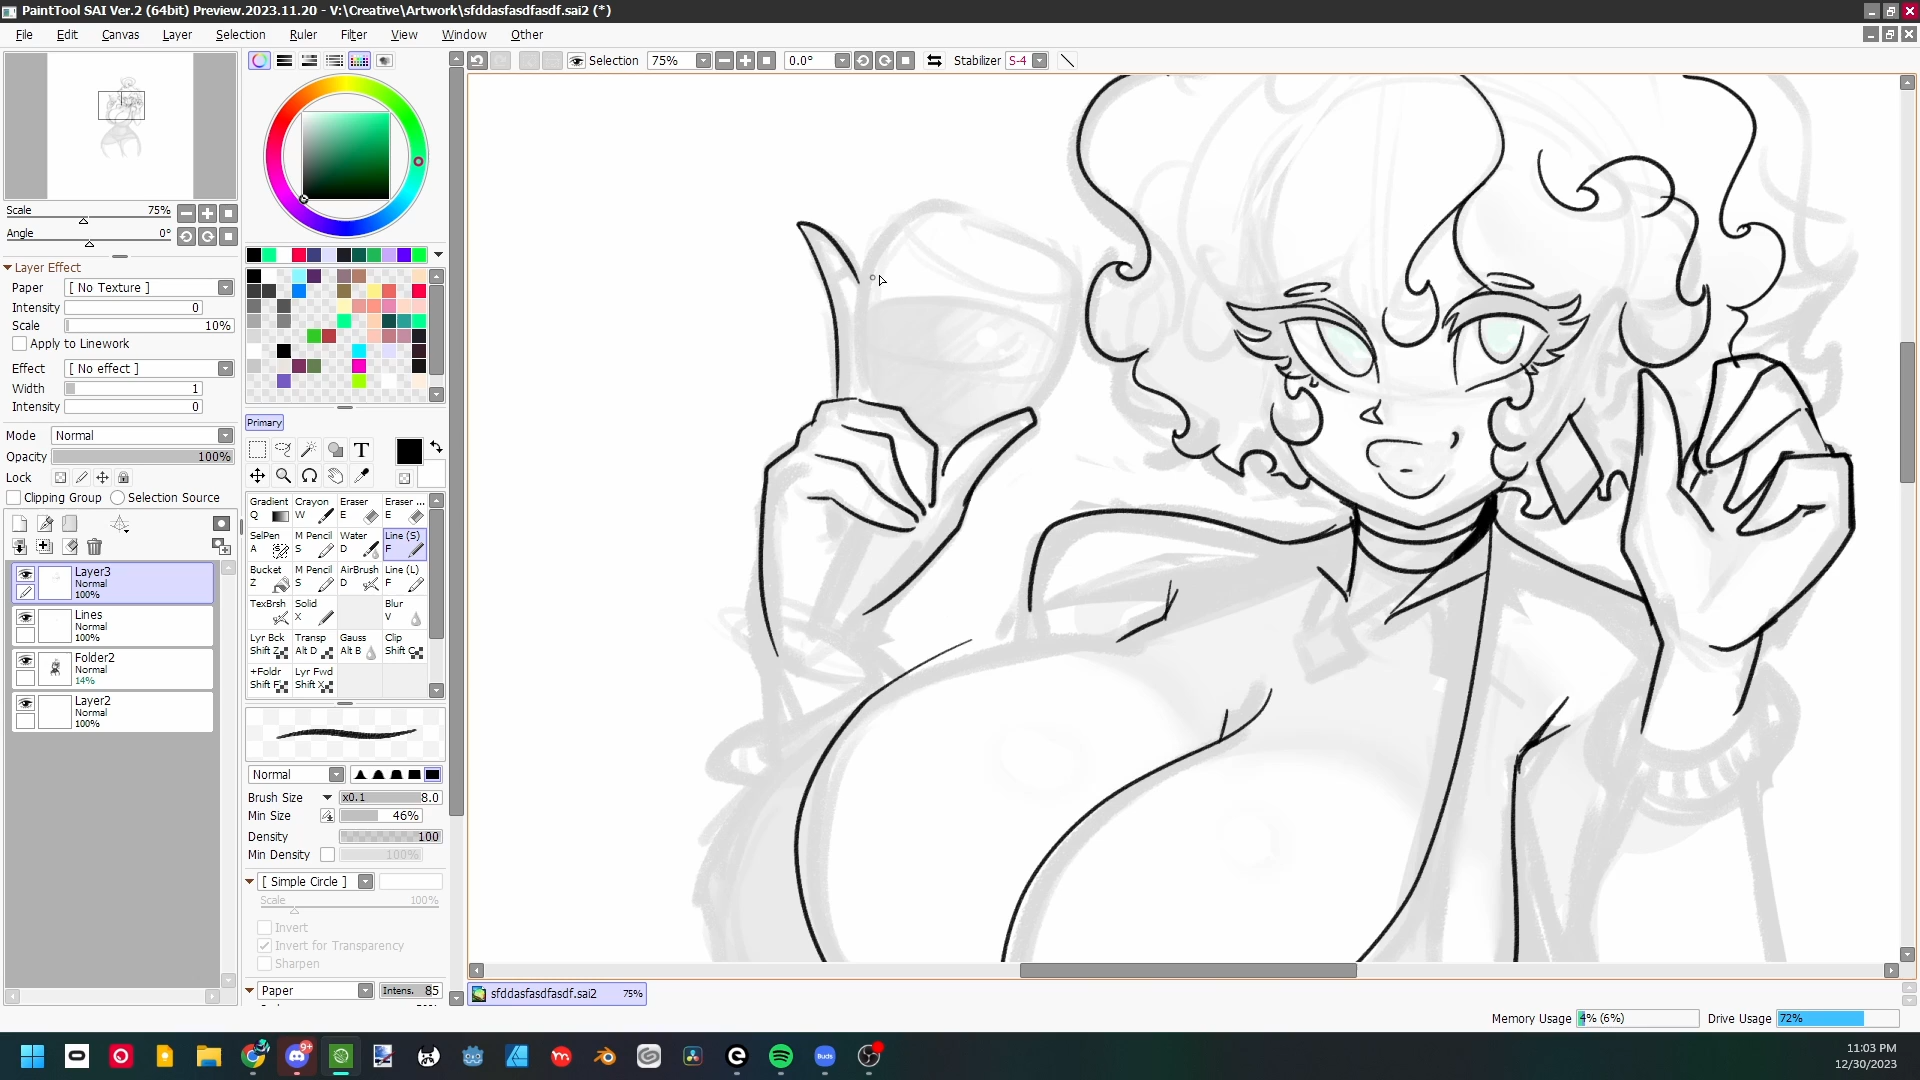 PaintTool SAI Ver.2 (64bit) Preview.2023.11.20 - V:\Creative\Artwork\sfddasfasdfasdf.sai2 (*)
File Edit Canvas Layer Selection Ruler Filter View Window Other
Selection 75% 0.0° Stabilizer S-4
Scale 75%
Angle 0°
Layer Effect
Paper [ No Texture ]
Intensity 0
Scale 10%
Apply to Linework
Effect [ No effect ]
Width 1
Intensity 0
Mode Normal
Opacity 100%
Lock
Clipping Group Selection Source
Layer3
Normal
100%
Lines
Normal
100%
Folder2
Normal
14%
Layer2
Normal
100%
Primary
T
Gradient Crayon Eraser Eraser ...
Q W E E
SelPen M Pencil Water Line (S)
A S D F
Bucket M Pencil AirBrush Line (L)
Z S D F
TexBrsh Solid Blur
X V
Lyr Bck Transp Gauss Clip
Shift Z Alt D Alt B Shift C
+Foldr Lyr Fwd
Shift F Shift X
Normal
Brush Size x0.1 8.0
Min Size 46%
Density 100
Min Density 100%
[ Simple Circle ]
Scale 100%
Invert
Invert for Transparency
Sharpen
Paper Intens. 85
sfddasfasdfasdf.sai2 75%
Memory Usage 4% (6%) Drive Usage 72%
9+
Buds
11:03 PM
12/30/2023